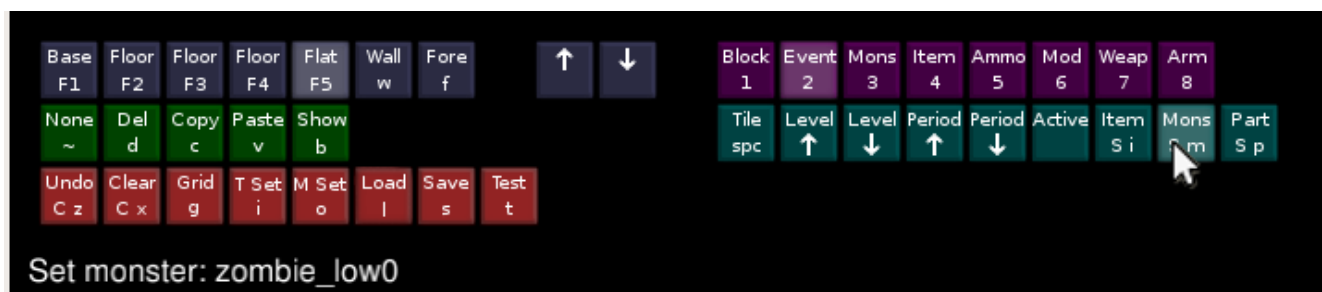 Base Floor Floor Floor Flat Wall Fore ↑ ↓ Block Event Mons Item Ammo Mod Weap Arm
F1 F2 F3 F4 F5 w f 1 2 3 4 5 6 7 8
None Del Copy Paste Show Tile Level Level Period Period Active Item Mons Part
~ d c v b spc ↑ ↓ ↑ ↓ S i S m S p
Undo Clear Grid T Set M Set Load Save Test
C z C x g i o l s t
Set monster: zombie_low0